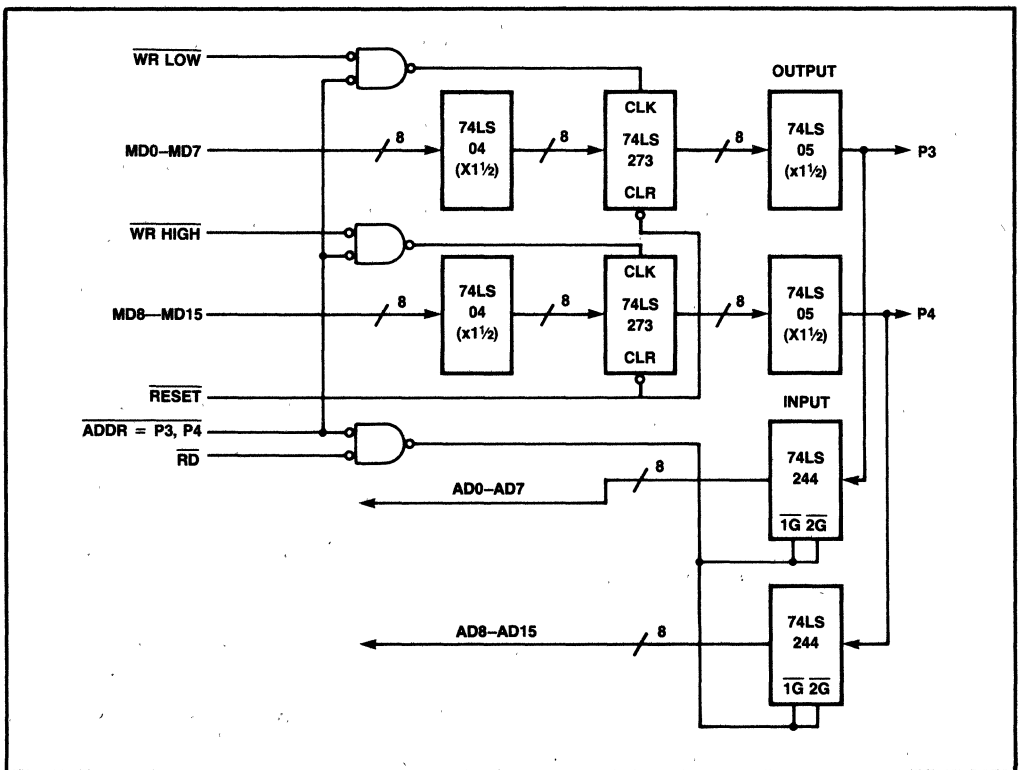 WR LOW
OUTPUT
CLK
74LS
273
CLR
74LS
04
(X1½)
74LS
05
(x1½)
8
8
8
MD0–MD7
P3
WR HIGH
CLK
74LS
273
CLR
74LS
04
(x1½)
74LS
05
(X1½)
8
8
8
MD8—MD15
P4
RESET
INPUT
ADDR = P3, P4
RD
74LS
244
1G 2G
8
AD0–AD7
74LS
244
1G 2G
AD8–AD15
8